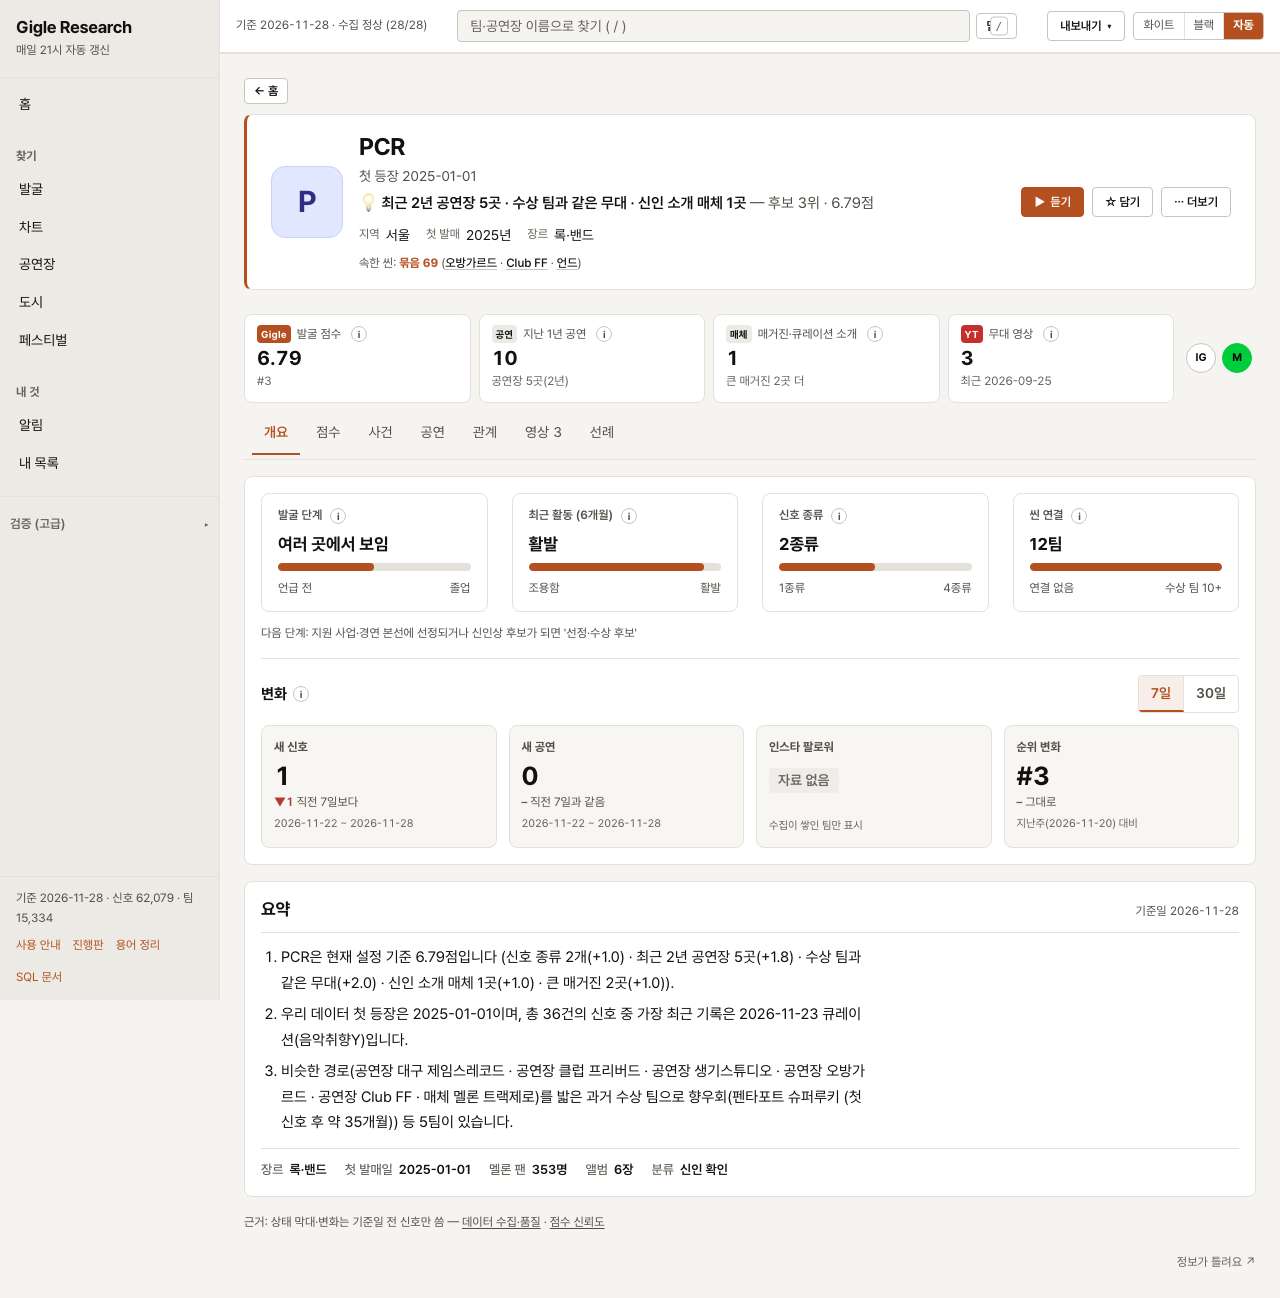 Gigle Research
매일 21시 자동 갱신
홈
찾기
발굴
차트
공연장
도시
페스티벌
내 것
알림
내 목록
검증 (고급)
기준 2026-11-28 · 신호 62,079 · 팀
15,334
사용 안내 진행판 용어 정리
SQL 문서
기준 2026-11-28 · 수집 정상 (28/28)
팀·공연장 이름으로 찾기 ( / )
/
내보내기 ▾
화이트 블랙 자동
← 홈
P
PCR
첫 등장 2025-01-01
💡 최근 2년 공연장 5곳 · 수상 팀과 같은 무대 · 신인 소개 매체 1곳 — 후보 3위 · 6.79점
지역 서울 첫 발매 2025년 장르 록·밴드
속한 씬: 묶음 69 (오방가르드 · Club FF · 언드)
▶ 듣기
☆ 담기
··· 더보기
Gigle 발굴 점수 i
6.79
#3
공연 지난 1년 공연 i
10
공연장 5곳(2년)
매체 매거진·큐레이션 소개 i
1
큰 매거진 2곳 더
YT 무대 영상 i
3
최근 2026-09-25
IG
M
개요 점수 사건 공연 관계 영상 3 선례
발굴 단계 i
여러 곳에서 보임
언급 전 졸업
최근 활동 (6개월) i
활발
조용함 활발
신호 종류 i
2종류
1종류 4종류
씬 연결 i
12팀
연결 없음 수상 팀 10+
다음 단계: 지원 사업·경연 본선에 선정되거나 신인상 후보가 되면 '선정·수상 후보'
변화 i
7일 30일
새 신호
1
▼1 직전 7일보다
2026-11-22 ~ 2026-11-28
새 공연
0
– 직전 7일과 같음
2026-11-22 ~ 2026-11-28
인스타 팔로워
자료 없음
수집이 쌓인 팀만 표시
순위 변화
#3
– 그대로
지난주(2026-11-20) 대비
요약
기준일 2026-11-28
1. PCR은 현재 설정 기준 6.79점입니다 (신호 종류 2개(+1.0) · 최근 2년 공연장 5곳(+1.8) · 수상 팀과
같은 무대(+2.0) · 신인 소개 매체 1곳(+1.0) · 큰 매거진 2곳(+1.0)).
2. 우리 데이터 첫 등장은 2025-01-01이며, 총 36건의 신호 중 가장 최근 기록은 2026-11-23 큐레이
션(음악취향Y)입니다.
3. 비슷한 경로(공연장 대구 제임스레코드 · 공연장 클럽 프리버드 · 공연장 생기스튜디오 · 공연장 오방가
르드 · 공연장 Club FF · 매체 멜론 트랙제로)를 밟은 과거 수상 팀으로 향우회(펜타포트 슈퍼루키 (첫
신호 후 약 35개월)) 등 5팀이 있습니다.
장르 록·밴드 첫 발매일 2025-01-01 멜론 팬 353명 앨범 6장 분류 신인 확인
근거: 상태 막대·변화는 기준일 전 신호만 씀 — 데이터 수집·품질 · 점수 신뢰도
정보가 틀려요 ↗